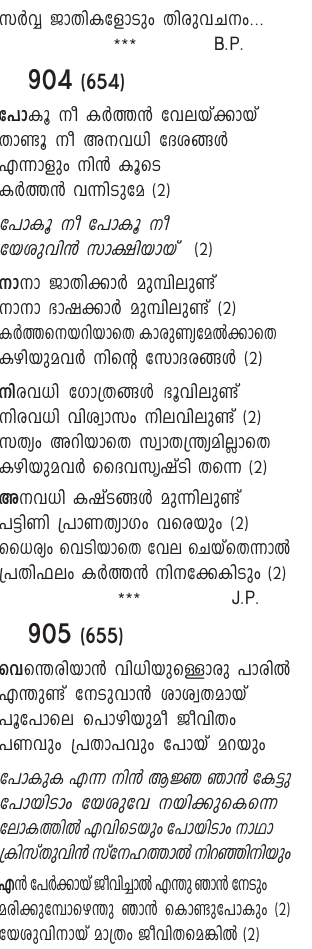 സർവ്വ ജാതികളോടും തിരുവചനം...
*** B.P.
904 (654)
പോകൂ നീ കർത്തൻ വേലയ്ക്കായ്
താണ്ടൂ നീ അനവധി ദേശങ്ങൾ
എന്നാളും നിൻ കൂടെ
കർത്തൻ വന്നിടുമേ (2)
പോകൂ നീ പോകൂ നീ
യേശുവിൻ സാക്ഷിയായ് (2)
നാനാ ജാതിക്കാർ മുമ്പിലുണ്ട്
നാനാ ഭാഷക്കാർ മുമ്പിലുണ്ട് (2)
കർത്തനെയറിയാതെ കാരുണ്യമേൽക്കാതെ
കഴിയുമവർ നിന്റെ സോദരങ്ങൾ (2)
നിരവധി ഗോത്രങ്ങൾ ഭൂവിലുണ്ട്
നിരവധി വിശ്വാസം നിലവിലുണ്ട് (2)
സത്യം അറിയാതെ സ്വാതന്ത്ര്യമില്ലാതെ
കഴിയുമവർ ദൈവസൃഷ്ടി തന്നെ (2)
അനവധി കഷ്ടങ്ങൾ മുന്നിലുണ്ട്
പട്ടിണി പ്രാണത്യാഗം വരെയും (2)
ധൈര്യം വെടിയാതെ വേല ചെയ്തെന്നാൽ
പ്രതിഫലം കർത്തൻ നിനക്കേകിടും (2)
*** J.P.
905 (655)
വെന്തെരിയാൻ വിധിയുള്ളൊരു പാരിൽ
എന്തുണ്ട് നേടുവാൻ ശാശ്വതമായ്
പൂപോലെ പൊഴിയുമീ ജീവിതം
പണവും പ്രതാപവും പോയ് മറയും
പോകുക എന്ന നിൻ ആജ്ഞ ഞാൻ കേട്ടു
പോയിടാം യേശുവേ നയിക്കുകെന്നെ
ലോകത്തിൽ എവിടെയും പോയിടാം നാഥാ
ക്രിസ്തുവിൻ സ്നേഹത്താൽ നിറഞ്ഞിനിയും
എൻ പേർക്കായ് ജീവിച്ചാൽ എന്തു ഞാൻ നേടും
മരിക്കുമ്പോഴെന്തു ഞാൻ കൊണ്ടുപോകും (2)
യേശുവിനായ് മാത്രം ജീവിതമെങ്കിൽ (2)